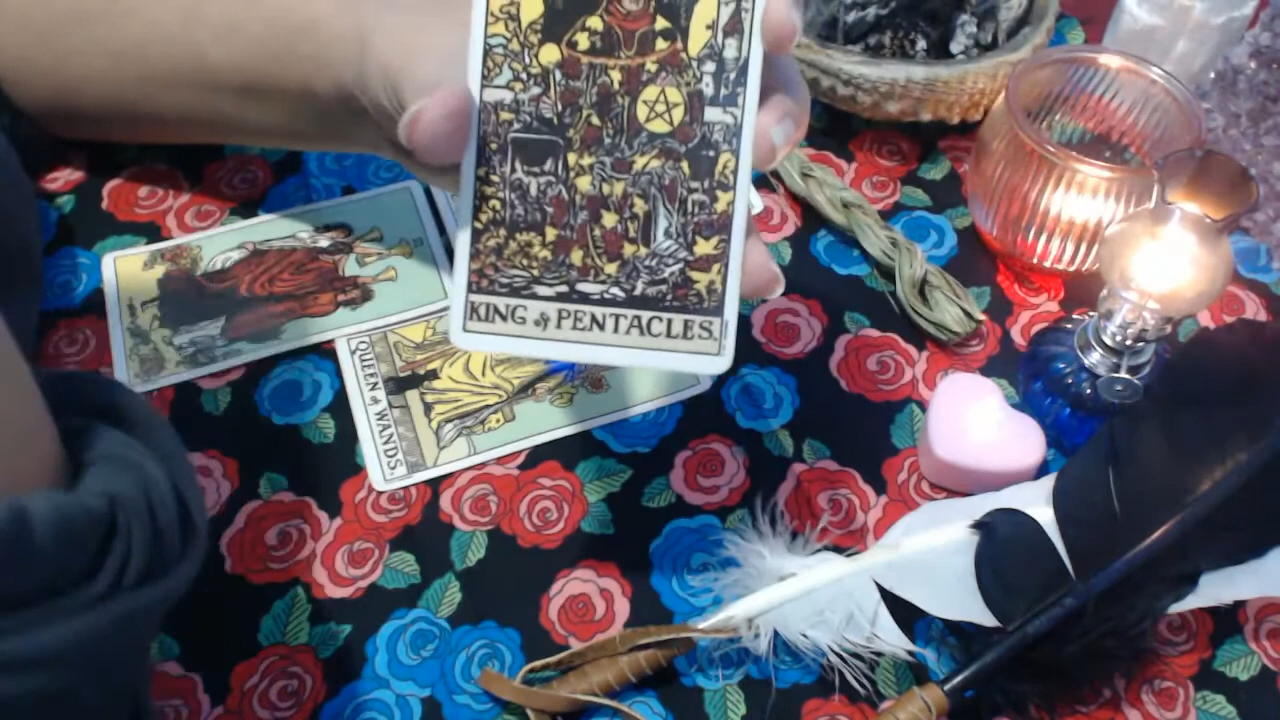 KING of PENTACLES.
QUEEN of WANDS.